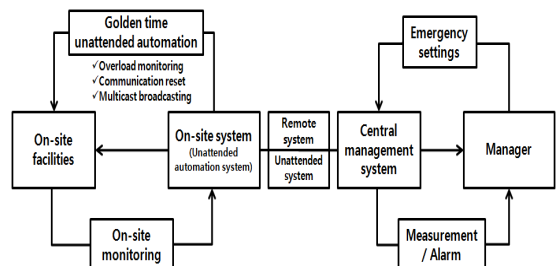 Golden time
unattended automation
✓Overload monitoring
✓Communication reset
✓Multicast broadcasting
On-site
facilities
On-site system
(Unattended
automation system)
On-site
monitoring
Remote
system
Unattended
system
Emergency
settings
Central
management
system
Manager
Measurement
/ Alarm